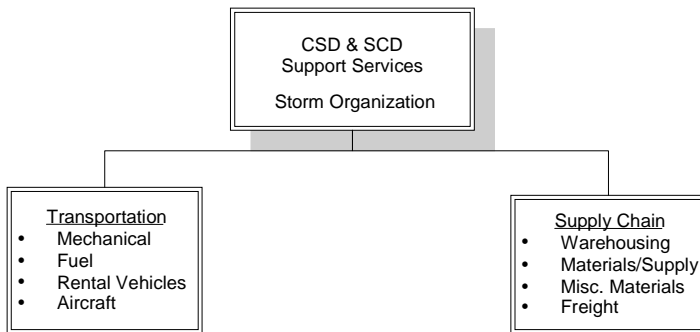 CSD & SCD
Support Services
Storm Organization
Transportation
• Mechanical
• Fuel
• Rental Vehicles
• Aircraft
Supply Chain
• Warehousing
• Materials/Supply
• Misc. Materials
• Freight